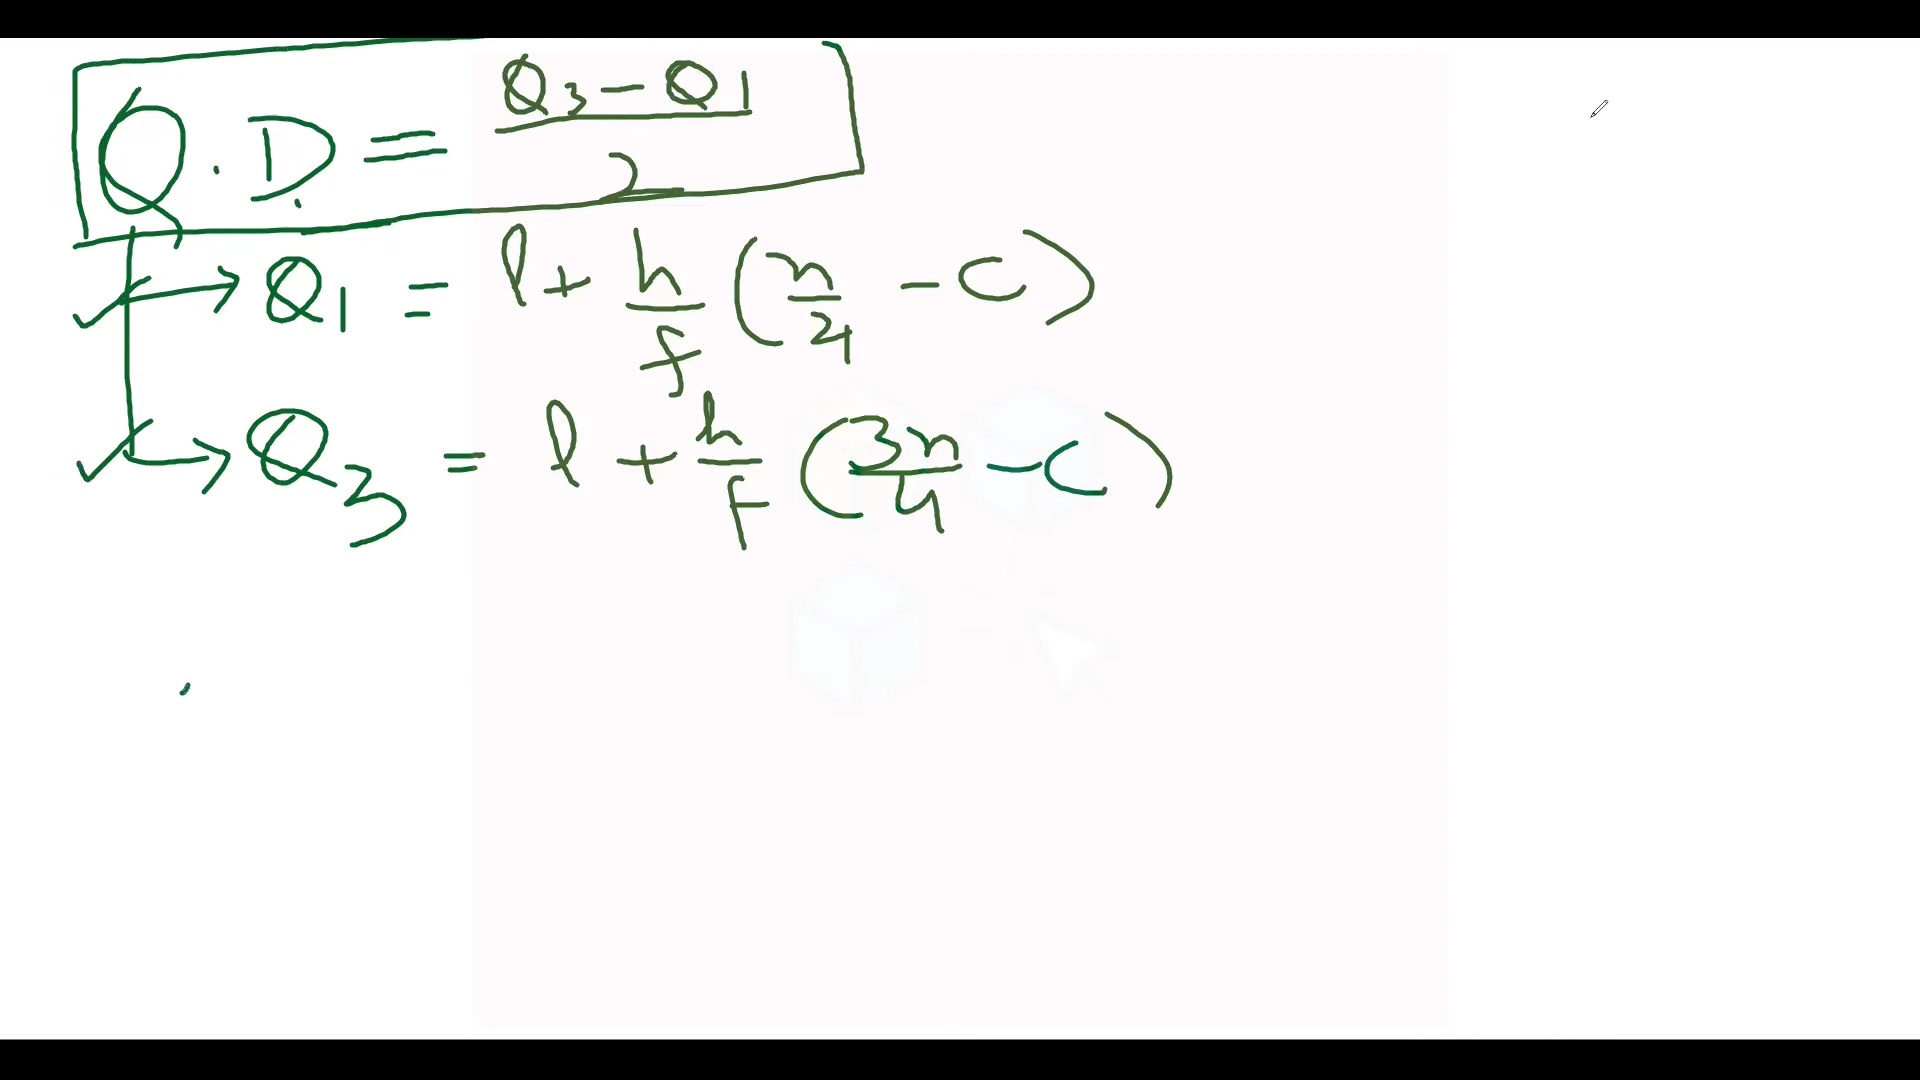 Q.D = (Q3 - Q1) / 2
→ Q1 = l + h/f (n/4 - C)
→ Q3 = l + h/f (3n/4 - C)